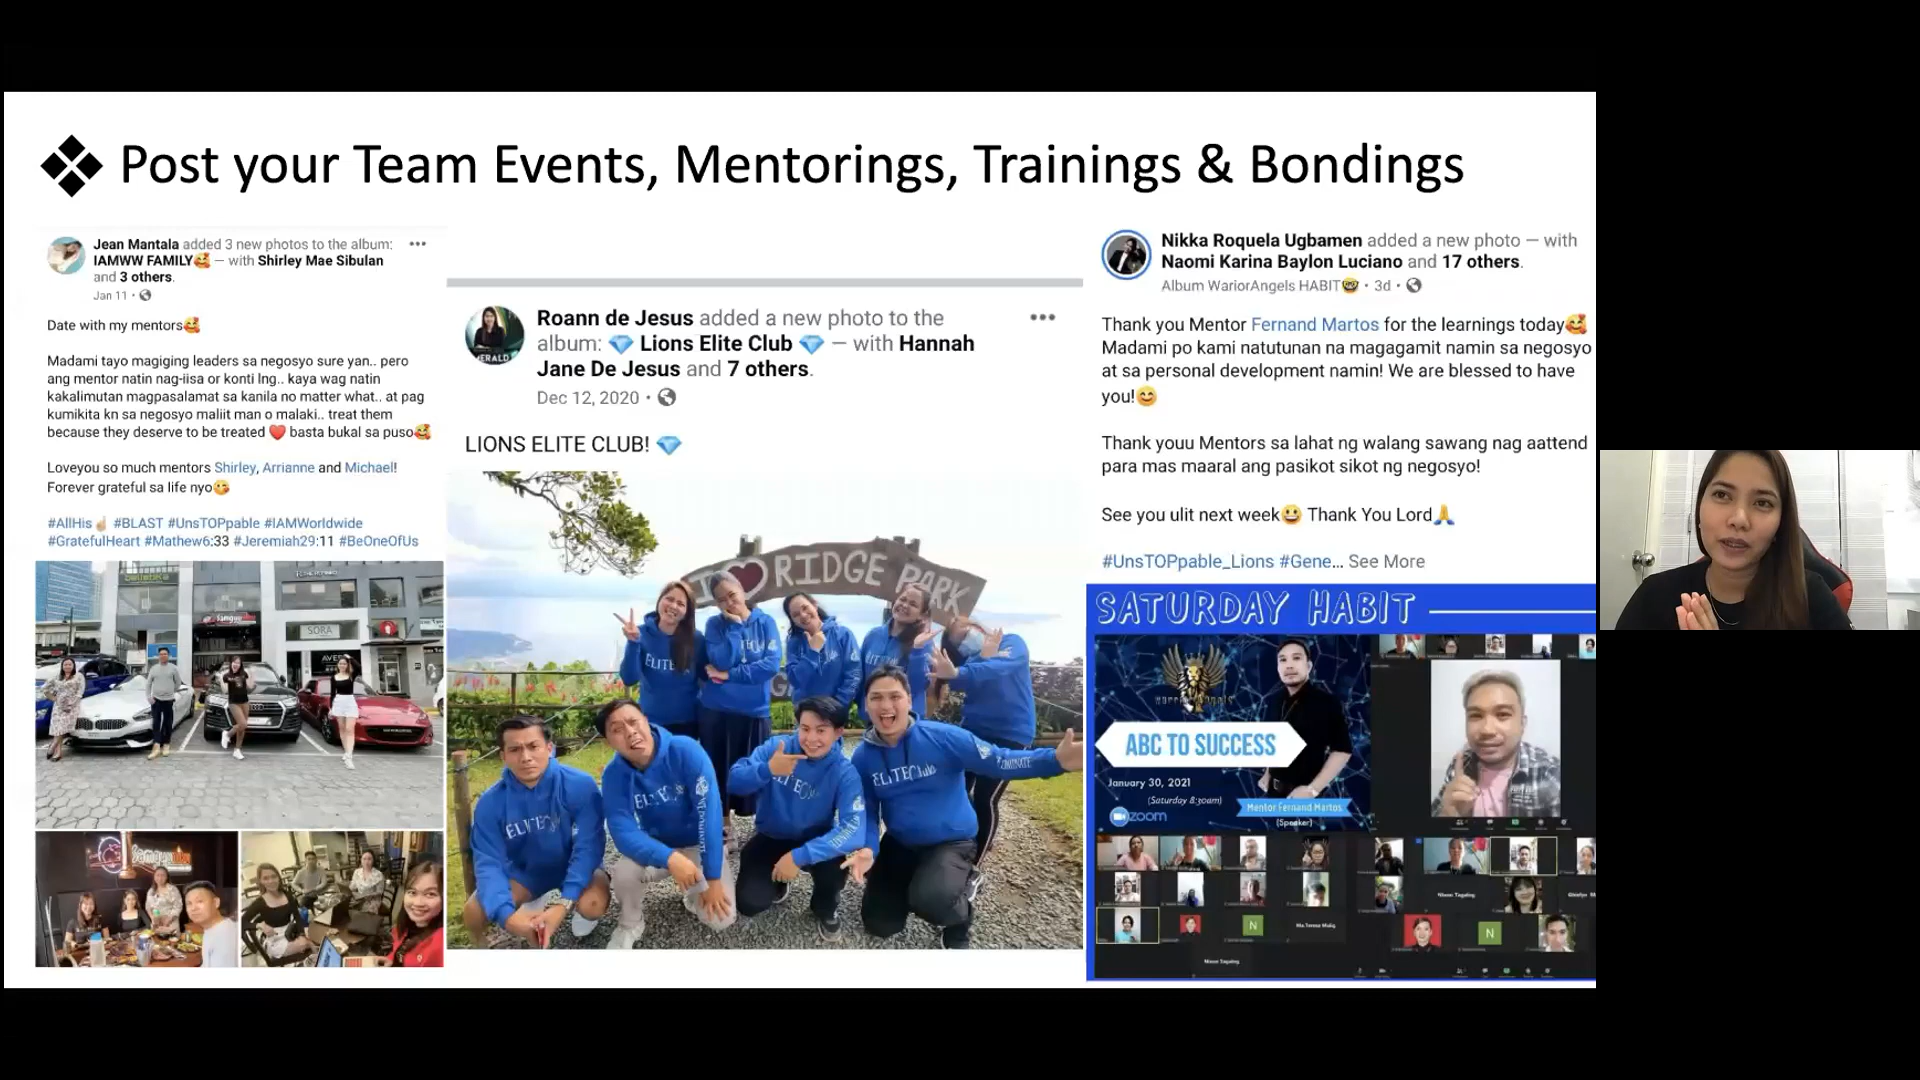 ❖ Post your Team Events, Mentorings, Trainings & Bondings
Jean Mantala added 3 new photos to the album:
IAMWW FAMILY🥰 — with Shirley Mae Sibulan
and 3 others.
Jan 11 •
Date with my mentors🥰
Madami tayo magiging leaders sa negosyo sure yan.. pero
ang mentor natin nag-iisa or konti lng.. kaya wag natin
kakalimutan magpasalamat sa kanila no matter what.. at pag
kumikita kn sa negosyo maliit man o malaki.. treat them
because they deserve to be treated ❤️ basta bukal sa puso🥰
Loveyou so much mentors Shirley, Arrianne and Michael!
Forever grateful sa life nyo😘
#AllHis☝🏼 #BLAST #UnsTOPpable #IAMWorldwide
#GratefulHeart #Mathew6:33 #Jeremiah29:11 #BeOneOfUs
SORA
Roann de Jesus added a new photo to the
album: 💎 Lions Elite Club 💎 — with Hannah
Jane De Jesus and 7 others.
Dec 12, 2020 •
LIONS ELITE CLUB! 💎
I ❤ RIDGE PARK
Nikka Roquela Ugbamen added a new photo — with
Naomi Karina Baylon Luciano and 17 others.
Album WariorAngels HABIT🤓 • 3d •
Thank you Mentor Fernand Martos for the learnings today🥰
Madami po kami natutunan na magagamit namin sa negosyo
at sa personal development namin! We are blessed to have
you!😊
Thank youu Mentors sa lahat ng walang sawang nag aattend
para mas maaral ang pasikot sikot ng negosyo!
See you ulit next week😀 Thank You Lord🙏
#UnsTOPpable_Lions #Gene... See More
SATURDAY HABIT
ABC TO SUCCESS
January 30, 2021
(Saturday 8:30am)
zoom
Mentor Fernand Martos
(Speaker)
N
N